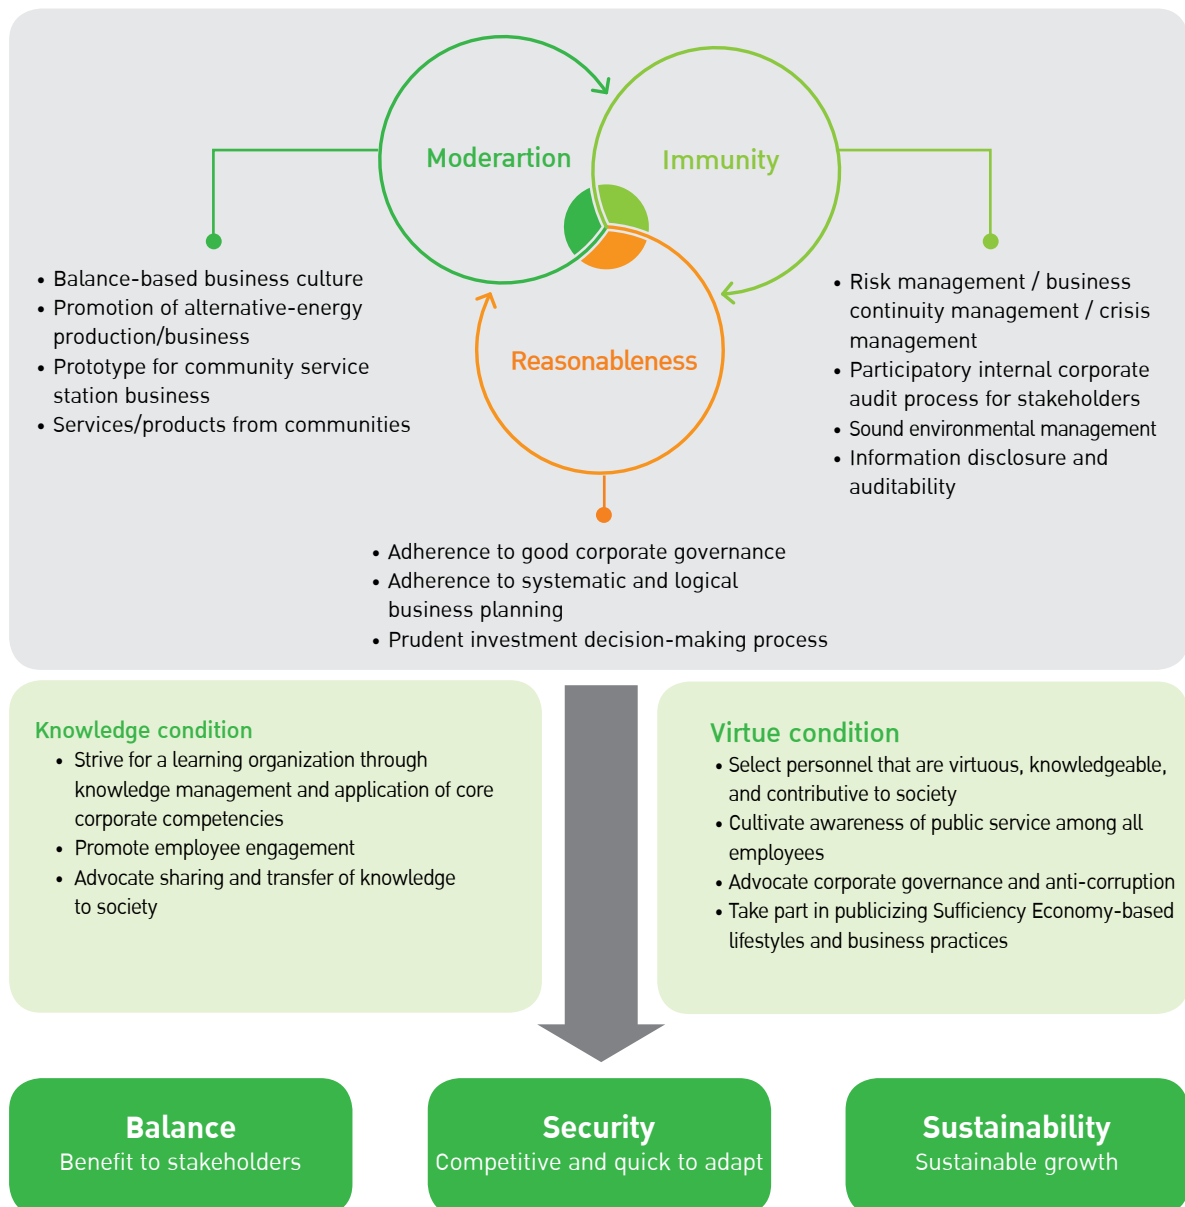 Moderartion
Immunity
Reasonableness
• Balance-based business culture
• Promotion of alternative-energy
production/business
• Prototype for community service
station business
• Services/products from communities
• Risk management / business
continuity management / crisis
management
• Participatory internal corporate
audit process for stakeholders
• Sound environmental management
• Information disclosure and
auditability
• Adherence to good corporate governance
• Adherence to systematic and logical
business planning
• Prudent investment decision-making process
Knowledge condition
• Strive for a learning organization through
knowledge management and application of core
corporate competencies
• Promote employee engagement
• Advocate sharing and transfer of knowledge
to society
Virtue condition
• Select personnel that are virtuous, knowledgeable,
and contributive to society
• Cultivate awareness of public service among all
employees
• Advocate corporate governance and anti-corruption
• Take part in publicizing Sufficiency Economy-based
lifestyles and business practices
Balance
Benefit to stakeholders
Security
Competitive and quick to adapt
Sustainability
Sustainable growth